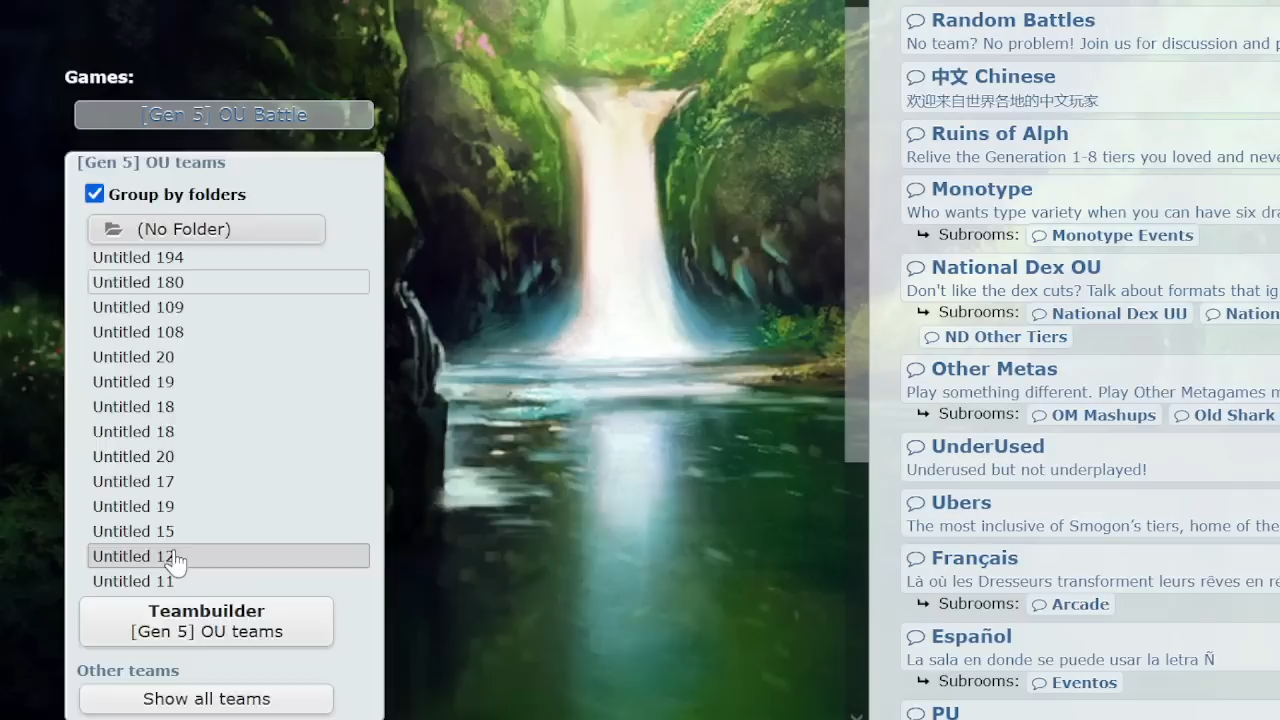 Games:
[Gen 5] OU Battle
[Gen 5] OU teams
Group by folders
(No Folder)
Untitled 194
Untitled 180
Untitled 109
Untitled 108
Untitled 20
Untitled 19
Untitled 18
Untitled 18
Untitled 20
Untitled 17
Untitled 19
Untitled 15
Untitled 12
Untitled 11
Teambuilder
[Gen 5] OU teams
Other teams
Show all teams
Random Battles
No team? No problem! Join us for discussion and
中文 Chinese
欢迎来自世界各地的中文玩家
Ruins of Alph
Relive the Generation 1-8 tiers you loved and
Monotype
Who wants type variety when you can have six
↳ Subrooms: Monotype Events
National Dex OU
Don't like the dex cuts? Talk about formats that
↳ Subrooms: National Dex UU
ND Other Tiers
Other Metas
Play something different. Play Other Metagames
↳ Subrooms: OM Mashups Old Shark
UnderUsed
Underused but not underplayed!
Ubers
The most inclusive of Smogon’s tiers, home of the
Français
Là où les Dresseurs transforment leurs rêves en
↳ Subrooms: Arcade
Español
La sala en donde se puede usar la letra Ñ
↳ Subrooms: Eventos
PU